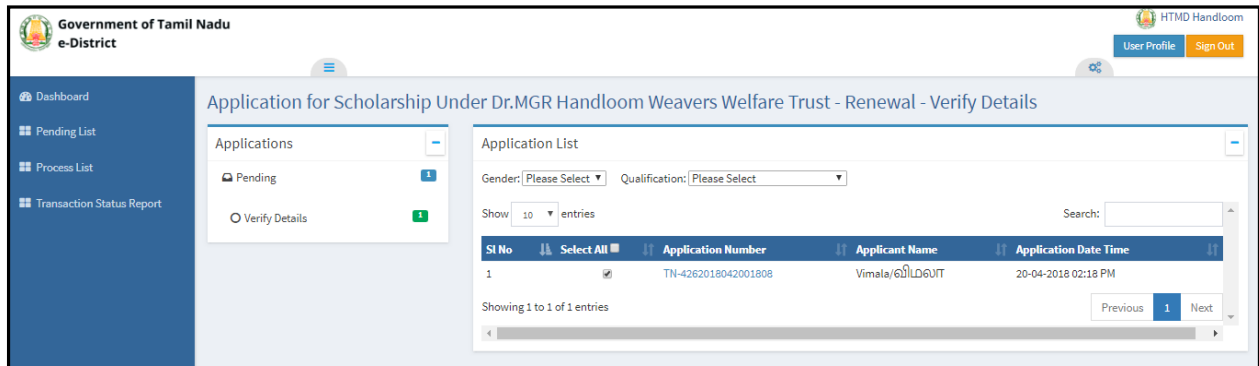 Government of Tamil Nadu
e-District
HTMD Handloom
User Profile
Sign Out
Dashboard
Pending List
Process List
Transaction Status Report
Application for Scholarship Under Dr.MGR Handloom Weavers Welfare Trust - Renewal - Verify Details
Applications
Pending 1
Verify Details 1
Application List
Gender: Please Select Qualification: Please Select
Show 10 entries Search:
Sl No Select All Application Number Applicant Name Application Date Time
1 TN-4262018042001808 Vimala/விமலா 20-04-2018 02:18 PM
Showing 1 to 1 of 1 entries Previous 1 Next